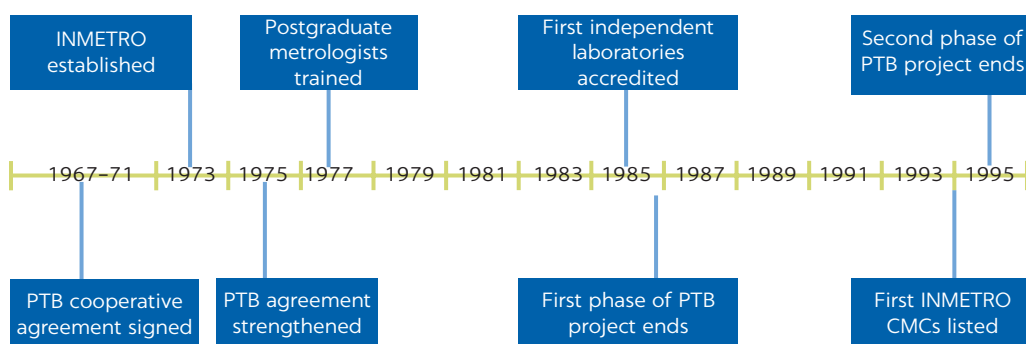 INMETRO
established
Postgraduate
metrologists
trained
First independent
laboratories
accredited
Second phase of
PTB project ends
1967–71 1973 1975 1977 1979 1981 1983 1985 1987 1989 1991 1993 1995
PTB cooperative
agreement signed
PTB agreement
strengthened
First phase of PTB
project ends
First INMETRO
CMCs listed